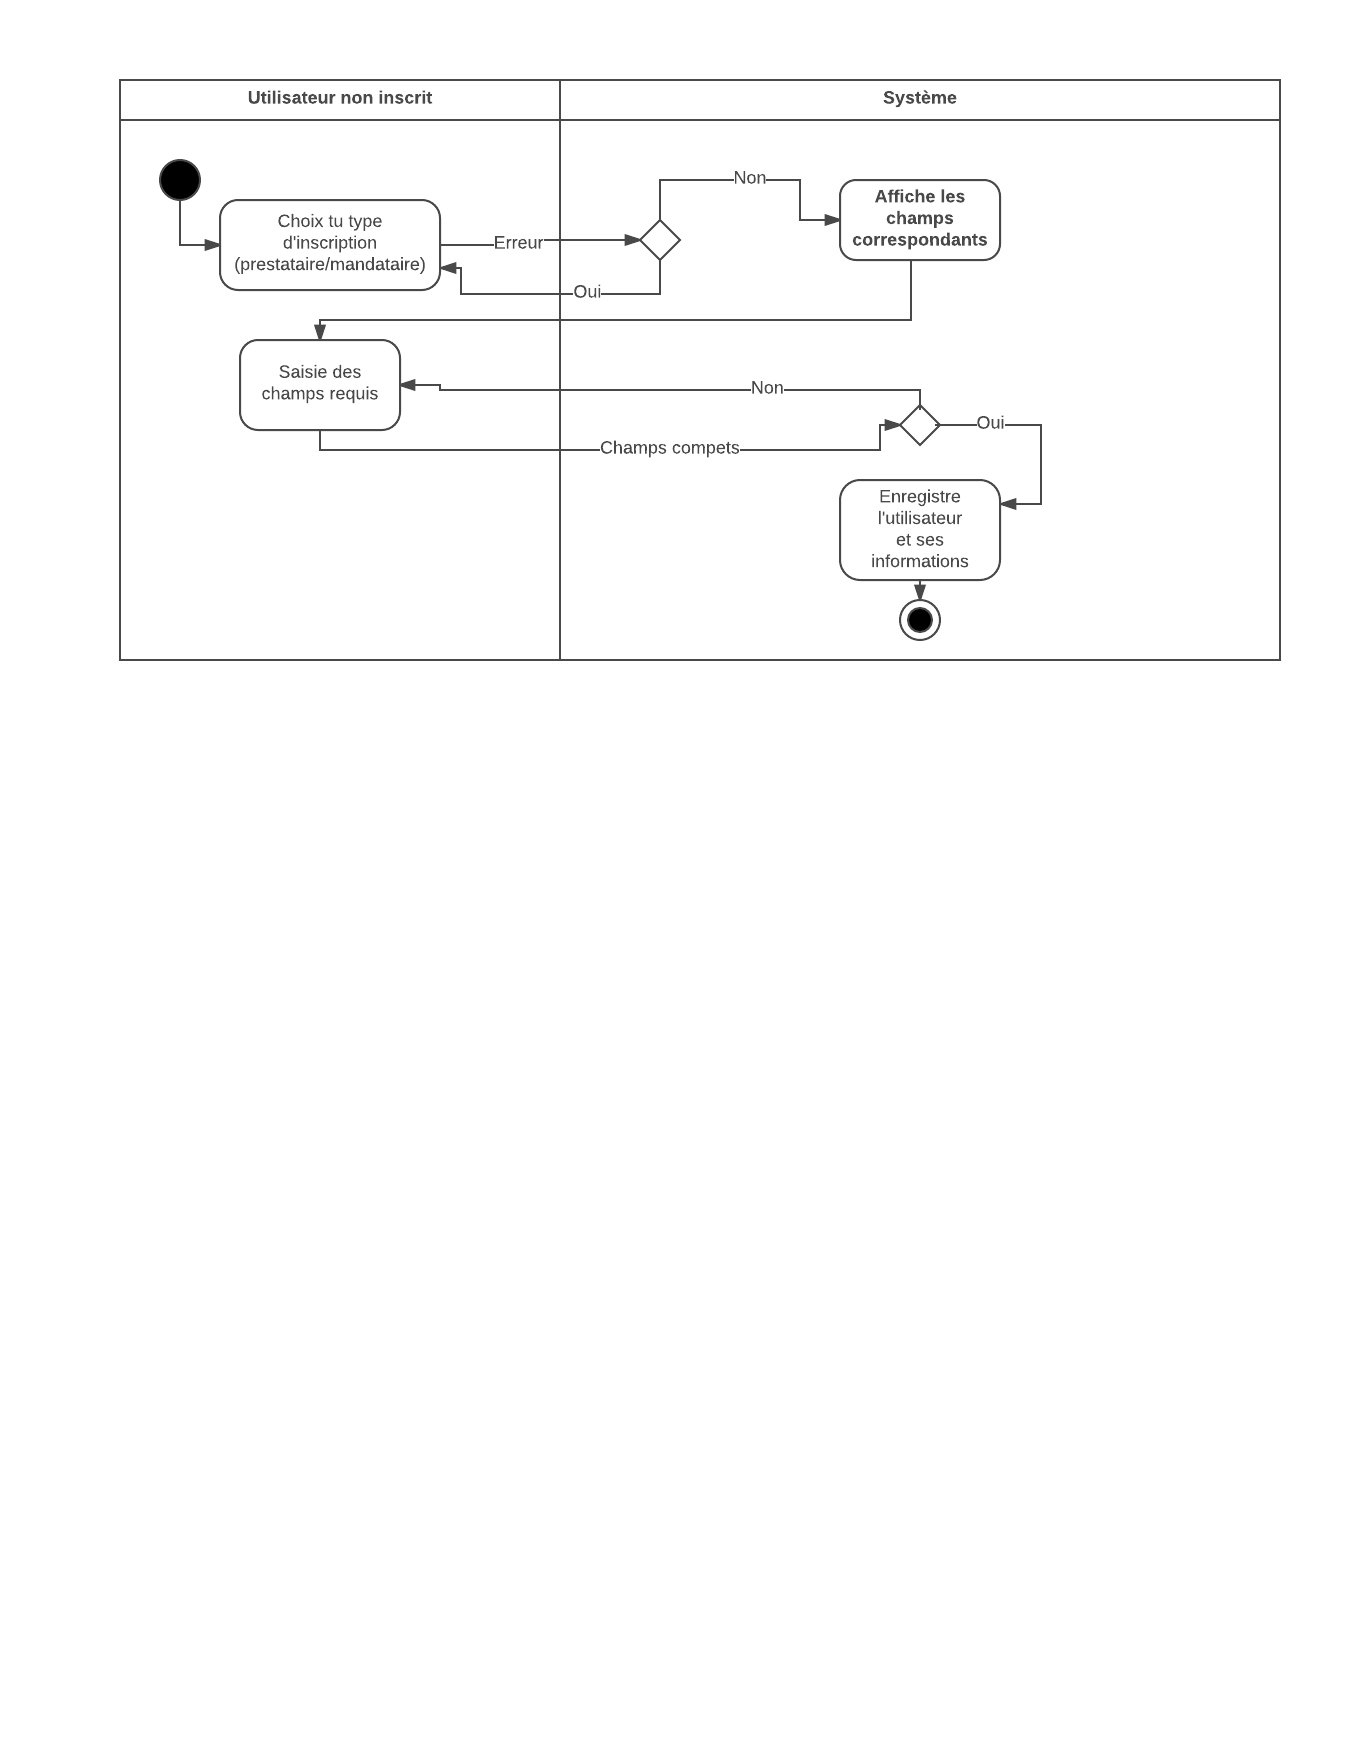 Utilisateur non inscrit
Système
Non
Affiche les
champs
correspondants
Choix tu type
d'inscription
(prestataire/mandataire)
Erreur
Oui
Saisie des
champs requis
Non
Oui
Champs compets
Enregistre
l'utilisateur
et ses
informations